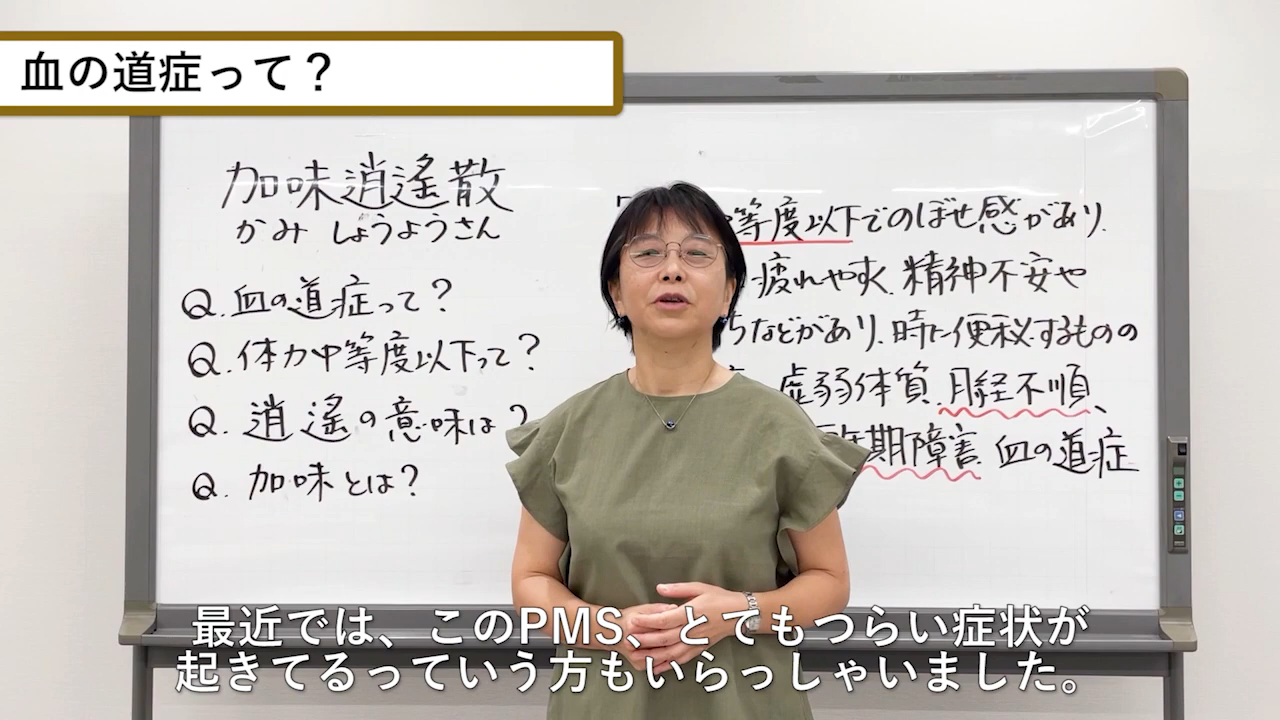 血の道症って？
加味逍遙散
かみしょうようさん
Q.血の道症って？
Q.体力中等度以下って？
Q.逍遙の意味は？
Q.加味とは？
等度以下でのぼせ感があり、
疲れやすく、精神不安や
などがあり、時に便秘するものの
虚弱体質、月経不順、
期障害、血の道症
最近では、このPMS、とてもつらい症状が
起きてるっていう方もいらっしゃいました。